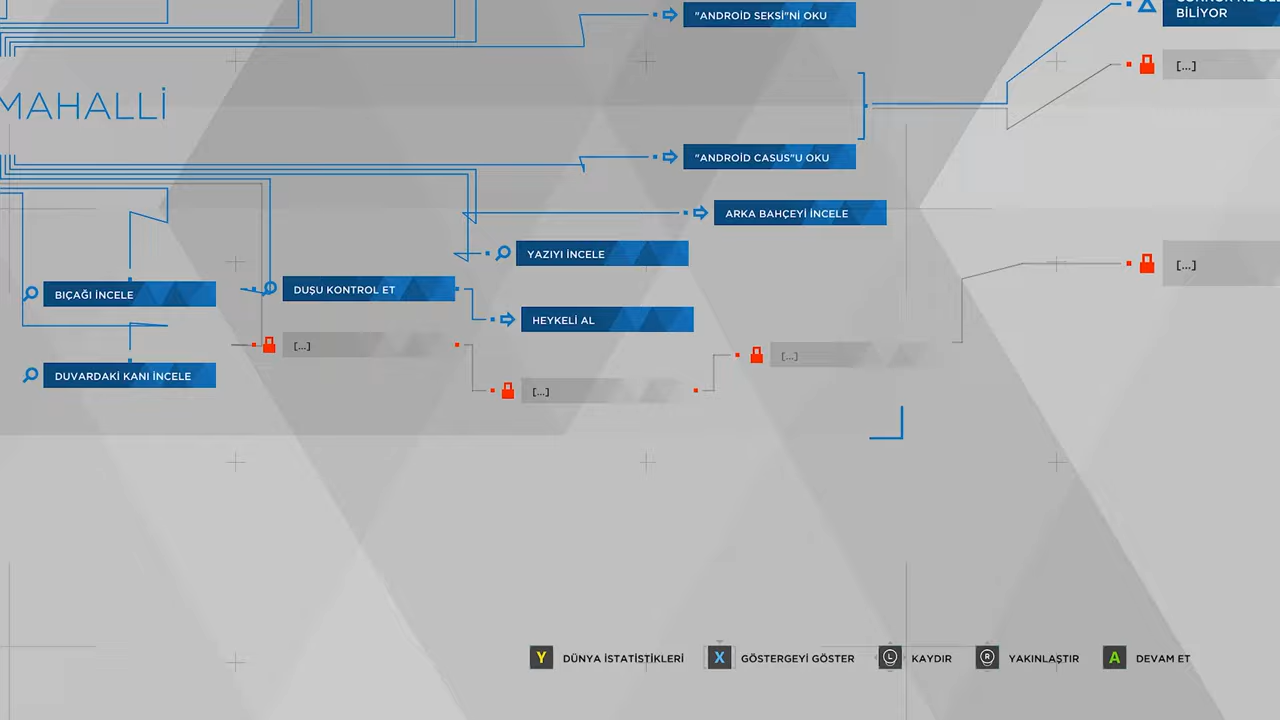 "ANDROİD SEKSİ"Nİ OKU
BİLİYOR
[...]
MAHALLİ
"ANDROİD CASUS"U OKU
ARKA BAHÇEYİ İNCELE
YAZIYI İNCELE
[...]
BIÇAĞI İNCELE
DUŞU KONTROL ET
HEYKELİ AL
[...]
[...]
DUVARDAKİ KANI İNCELE
[...]
Y DÜNYA İSTATİSTİKLERİ
X GÖSTERGEYİ GÖSTER
L KAYDIR
R YAKINLAŞTIR
A DEVAM ET